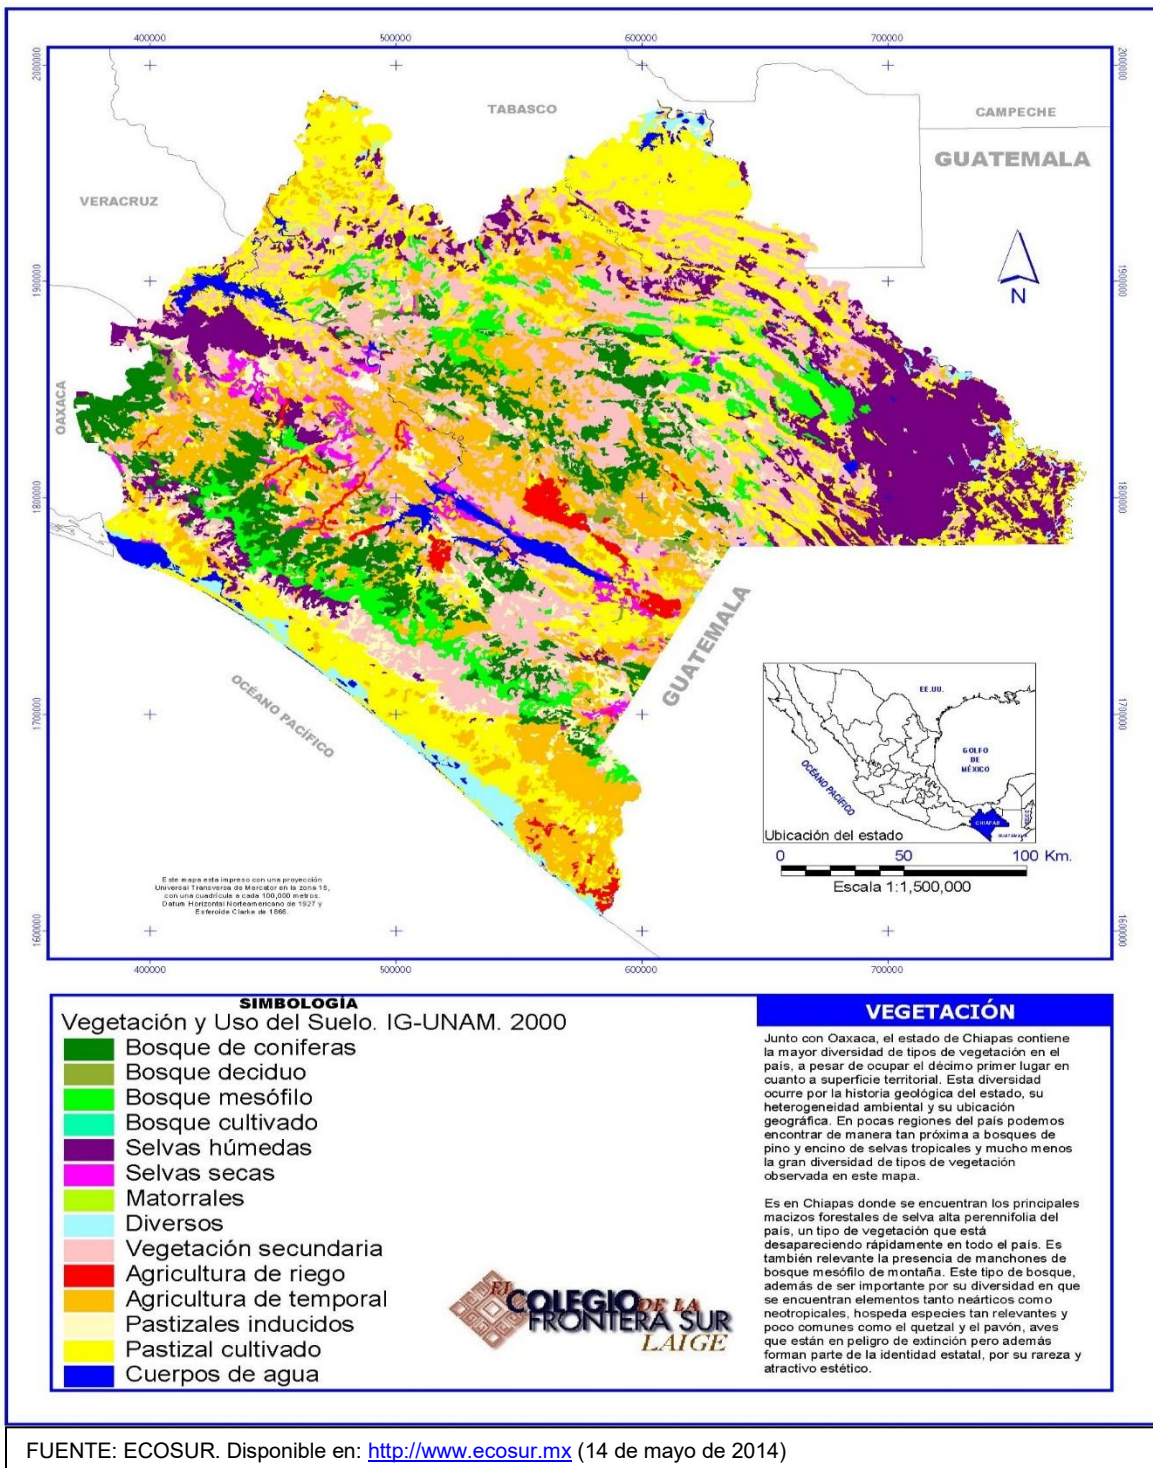 400000
500000
600000
700000
2000000
2000000
TABASCO
CAMPECHE
GUATEMALA
VERACRUZ
1900000
1900000
N
OAXACA
1800000
1800000
GUATEMALA
OCÉANO PACÍFICO
1700000
1700000
EE.UU.
GOLFO
DE
MÉXICO
OCÉANO PACÍFICO
CHIAPAS
GUATEMALA
Ubicación del estado
0 50 100 Km.
Escala 1:1,500,000
Este mapa esta impreso con una proyección
Universal Transversa de Mercator en la zona 15,
con una cuadrícula a cada 100,000 metros.
Datum Horizontal Norteamericano de 1927 y
Esferoide Clarke de 1866.
1600000
1600000
400000
500000
600000
700000
SIMBOLOGÍA
Vegetación y Uso del Suelo. IG-UNAM. 2000
Bosque de coniferas
Bosque deciduo
Bosque mesófilo
Bosque cultivado
Selvas húmedas
Selvas secas
Matorrales
Diversos
Vegetación secundaria
Agricultura de riego
Agricultura de temporal
Pastizales inducidos
Pastizal cultivado
Cuerpos de agua
EL
COLEGIO DE LA
FRONTERA SUR
LAIGE
VEGETACIÓN
Junto con Oaxaca, el estado de Chiapas contiene
la mayor diversidad de tipos de vegetación en el
país, a pesar de ocupar el décimo primer lugar en
cuanto a superficie territorial. Esta diversidad
ocurre por la historia geológica del estado, su
heterogeneidad ambiental y su ubicación
geográfica. En pocas regiones del país podemos
encontrar de manera tan próxima a bosques de
pino y encino de selvas tropicales y mucho menos
la gran diversidad de tipos de vegetación
observada en este mapa.
Es en Chiapas donde se encuentran los principales
macizos forestales de selva alta perennifolia del
país, un tipo de vegetación que está
desapareciendo rápidamente en todo el país. Es
también relevante la presencia de manchones de
bosque mesófilo de montaña. Este tipo de bosque,
además de ser importante por su diversidad en que
se encuentran elementos tanto neárticos como
neotropicales, hospeda especies tan relevantes y
poco comunes como el quetzal y el pavón, aves
que están en peligro de extinción pero además
forman parte de la identidad estatal, por su rareza y
atractivo estético.
FUENTE: ECOSUR. Disponible en: http://www.ecosur.mx (14 de mayo de 2014)